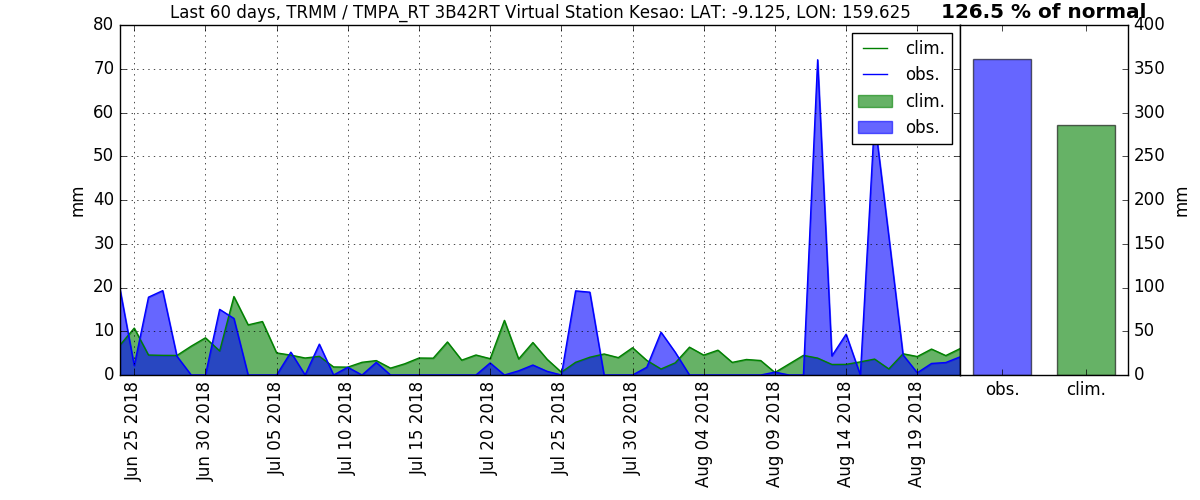 Last 60 days, TRMM / TMPA_RT 3B42RT Virtual Station Kesao: LAT: -9.125, LON: 159.625
126.5 % of normal
80
70
60
50
40
30
20
10
0
mm
clim.
obs.
clim.
obs.
400
350
300
250
200
150
100
50
0
mm
Jun 25 2018
Jun 30 2018
Jul 05 2018
Jul 10 2018
Jul 15 2018
Jul 20 2018
Jul 25 2018
Jul 30 2018
Aug 04 2018
Aug 09 2018
Aug 14 2018
Aug 19 2018
obs.
clim.